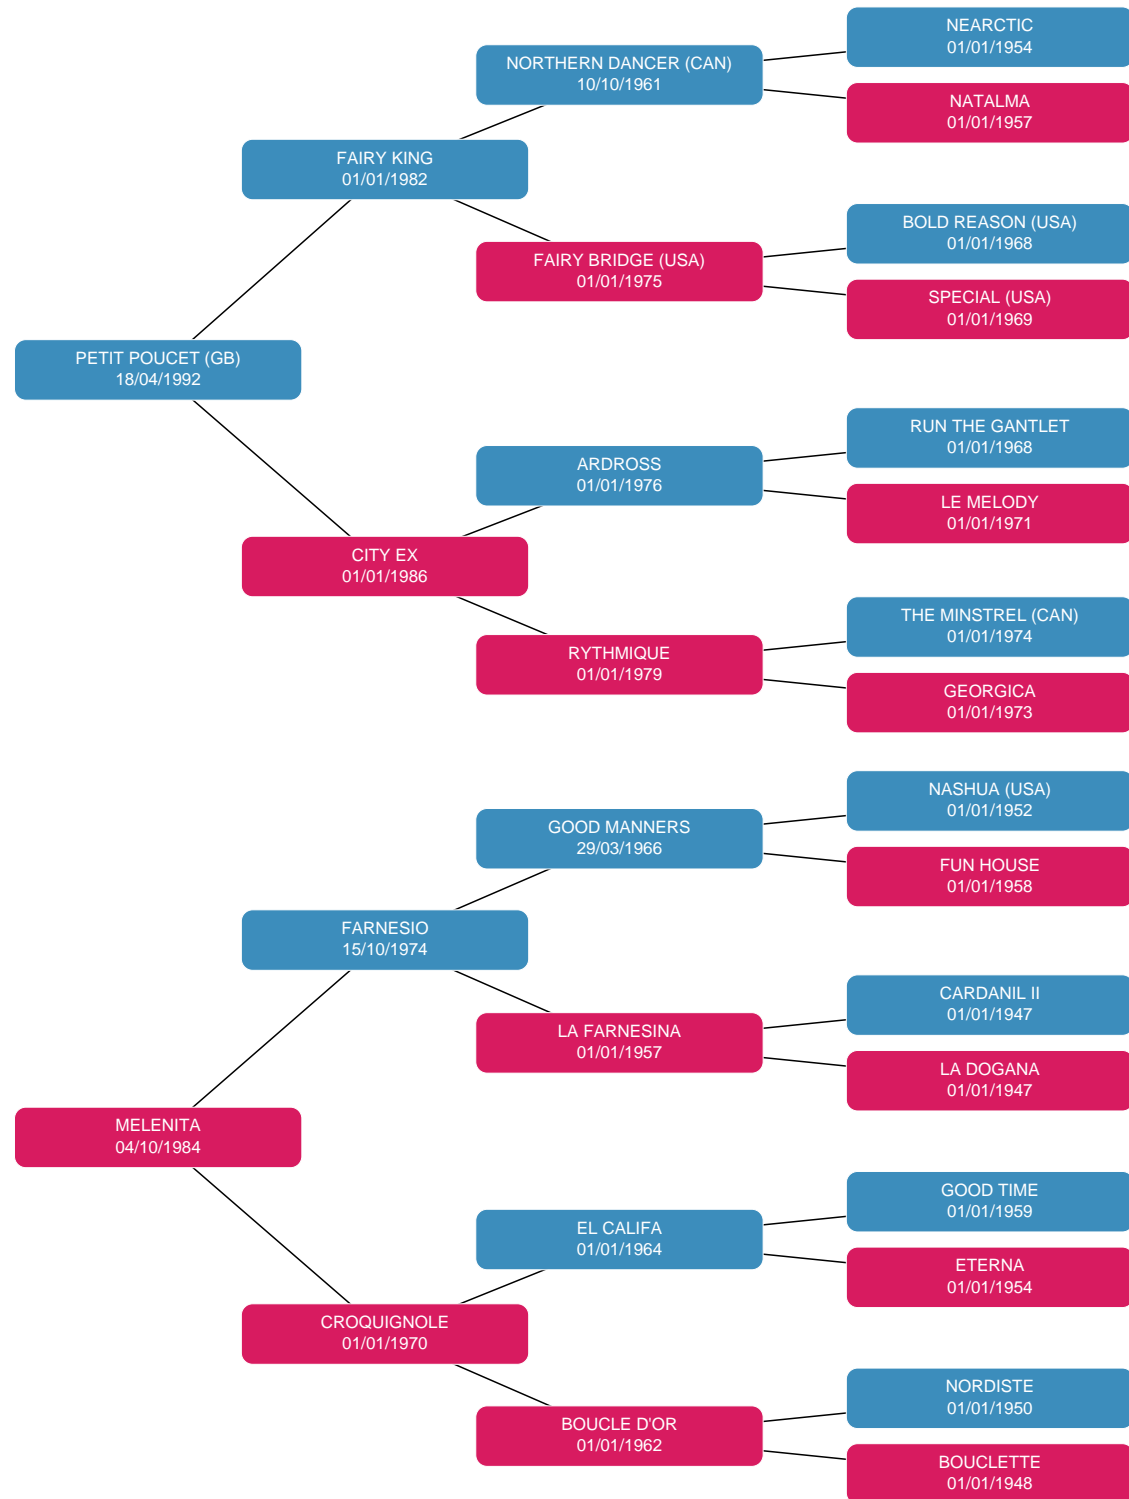 NEARCTIC
01/01/1954
NORTHERN DANCER (CAN)
10/10/1961
NATALMA
01/01/1957
FAIRY KING
01/01/1982
BOLD REASON (USA)
01/01/1968
FAIRY BRIDGE (USA)
01/01/1975
SPECIAL (USA)
01/01/1969
PETIT POUCET (GB)
18/04/1992
RUN THE GANTLET
01/01/1968
ARDROSS
01/01/1976
LE MELODY
01/01/1971
CITY EX
01/01/1986
THE MINSTREL (CAN)
01/01/1974
RYTHMIQUE
01/01/1979
GEORGICA
01/01/1973
NASHUA (USA)
01/01/1952
GOOD MANNERS
29/03/1966
FUN HOUSE
01/01/1958
FARNESIO
15/10/1974
CARDANIL II
01/01/1947
LA FARNESINA
01/01/1957
LA DOGANA
01/01/1947
MELENITA
04/10/1984
GOOD TIME
01/01/1959
EL CALIFA
01/01/1964
ETERNA
01/01/1954
CROQUIGNOLE
01/01/1970
NORDISTE
01/01/1950
BOUCLE D'OR
01/01/1962
BOUCLETTE
01/01/1948